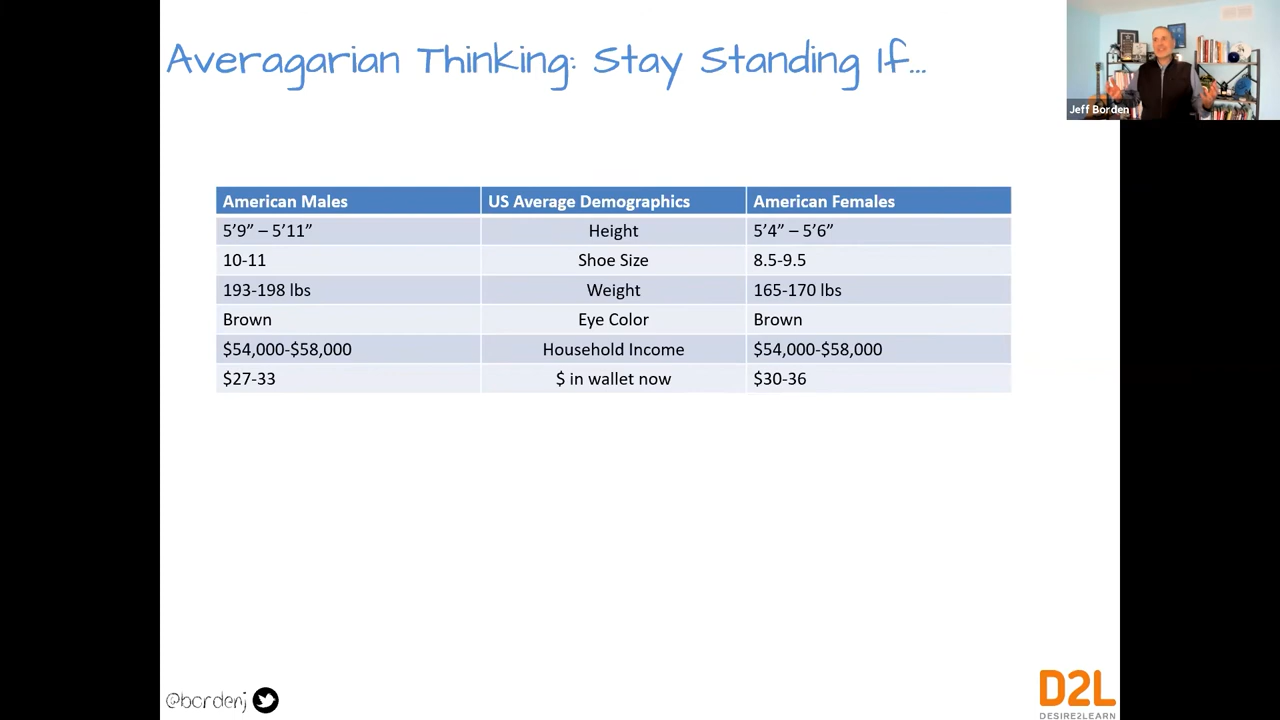 Averagarian Thinking: Stay Standing If...
Jeff Borden
American Males US Average Demographics American Females
5’9” – 5’11” Height 5’4” – 5’6”
10-11 Shoe Size 8.5-9.5
193-198 lbs Weight 165-170 lbs
Brown Eye Color Brown
$54,000-$58,000 Household Income $54,000-$58,000
$27-33 $ in wallet now $30-36
@bordenj
D2L
DESIRE2LEARN